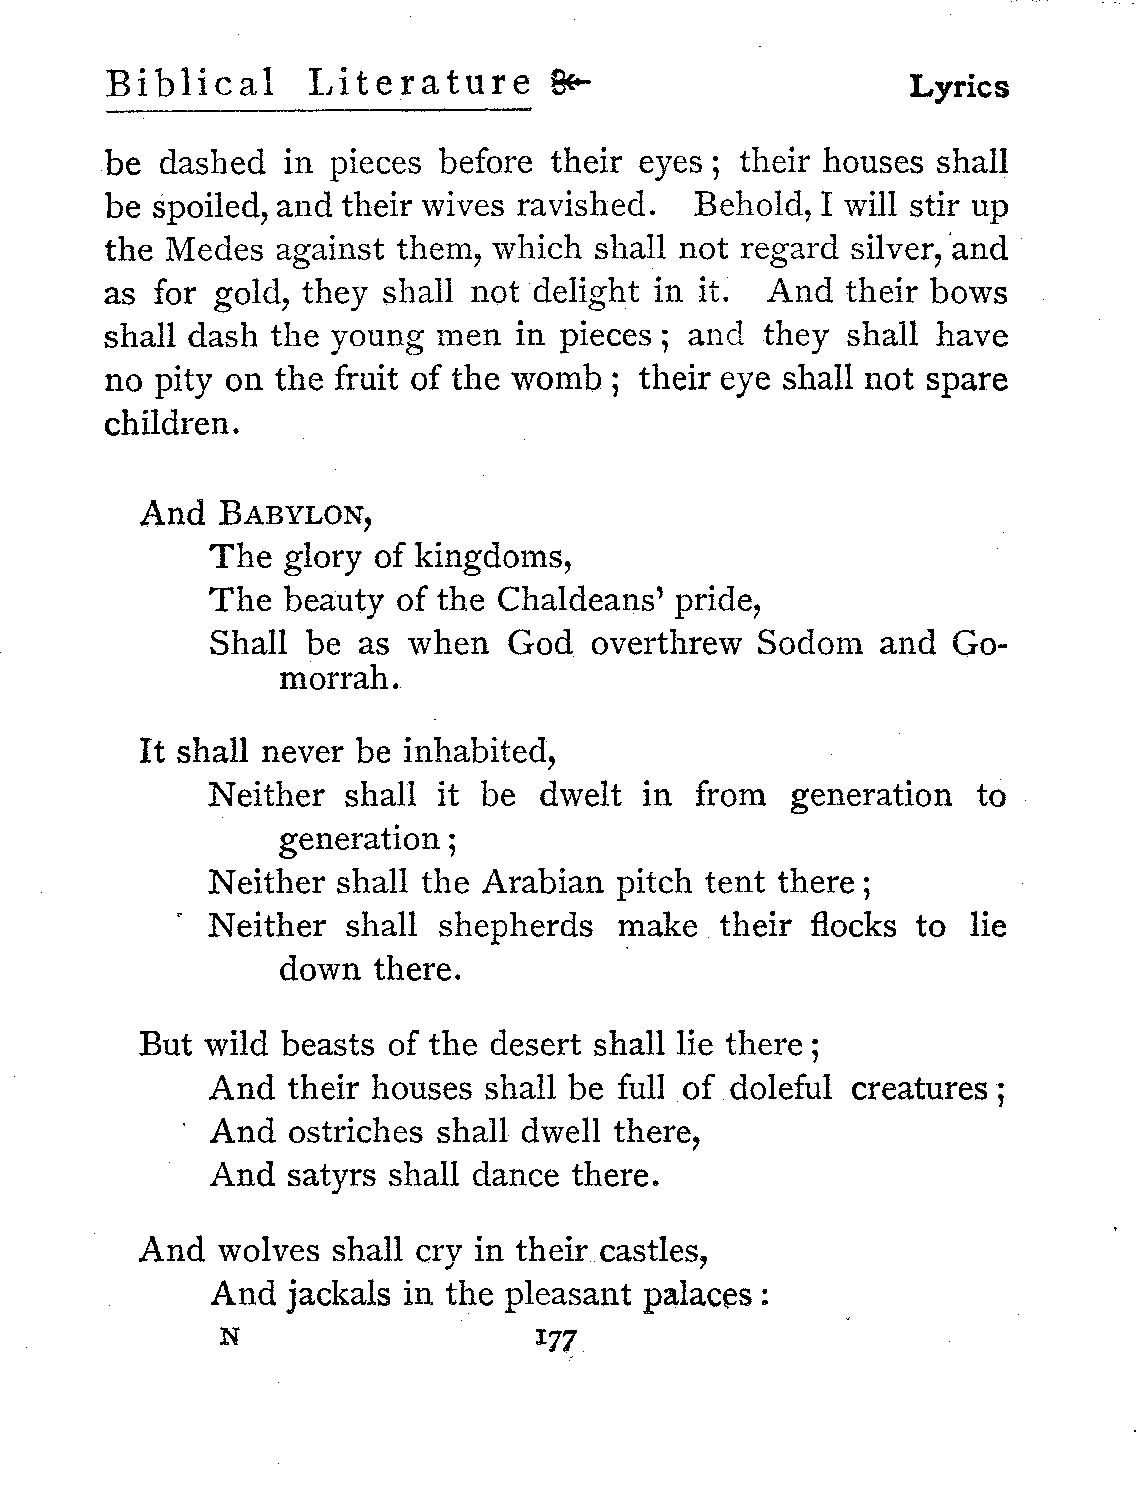 Biblical Literature Lyrics
be dashed in pieces before their eyes; their houses shall
be spoiled, and their wives ravished. Behold, I will stir up
the Medes against them, which shall not regard silver, and
as for gold, they shall not delight in it. And their bows
shall dash the young men in pieces; and they shall have
no pity on the fruit of the womb; their eye shall not spare
children.
And BABYLON,
The glory of kingdoms,
The beauty of the Chaldeans' pride,
Shall be as when God overthrew Sodom and Go-
morrah.
It shall never be inhabited,
Neither shall it be dwelt in from generation to
generation;
Neither shall the Arabian pitch tent there;
Neither shall shepherds make their flocks to lie
down there.
But wild beasts of the desert shall lie there;
And their houses shall be full of doleful creatures;
And ostriches shall dwell there,
And satyrs shall dance there.
And wolves shall cry in their castles,
And jackals in the pleasant palaces:
N 177